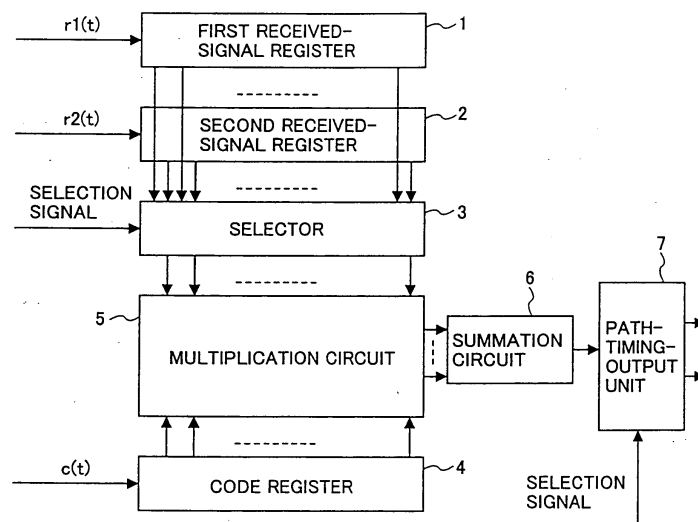 r1(t)
FIRST RECEIVED-
SIGNAL REGISTER
1
r2(t)
SECOND RECEIVED-
SIGNAL REGISTER
2
SELECTION
SIGNAL
SELECTOR
3
5
MULTIPLICATION CIRCUIT
6
SUMMATION
CIRCUIT
7
PATH-
TIMING-
OUTPUT
UNIT
c(t)
CODE REGISTER
4
SELECTION
SIGNAL